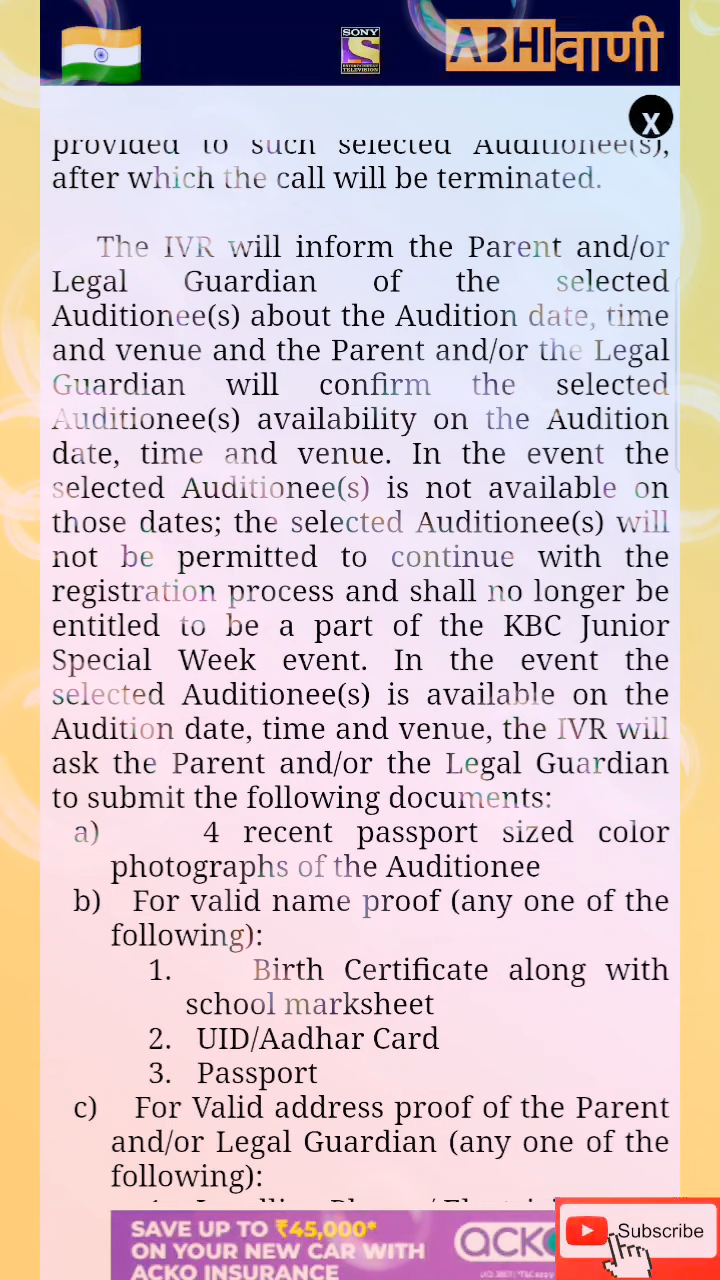 SONY
S
ENTERTAINMENT
TELEVISION
ABHIवाणी
X
provided to such selected Auditionee(s),
after which the call will be terminated.
The IVR will inform the Parent and/or
Legal Guardian of the selected
Auditionee(s) about the Audition date, time
and venue and the Parent and/or the Legal
Guardian will confirm the selected
Auditionee(s) availability on the Audition
date, time and venue. In the event the
selected Auditionee(s) is not available on
those dates; the selected Auditionee(s) will
not be permitted to continue with the
registration process and shall no longer be
entitled to be a part of the KBC Junior
Special Week event. In the event the
selected Auditionee(s) is available on the
Audition date, time and venue, the IVR will
ask the Parent and/or the Legal Guardian
to submit the following documents:
a) 4 recent passport sized color
photographs of the Auditionee
b) For valid name proof (any one of the
following):
1. Birth Certificate along with
school marksheet
2. UID/Aadhar Card
3. Passport
c) For Valid address proof of the Parent
and/or Legal Guardian (any one of the
following):
SAVE UP TO ₹45,000*
ON YOUR NEW CAR WITH
ACKO INSURANCE
acko
Subscribe